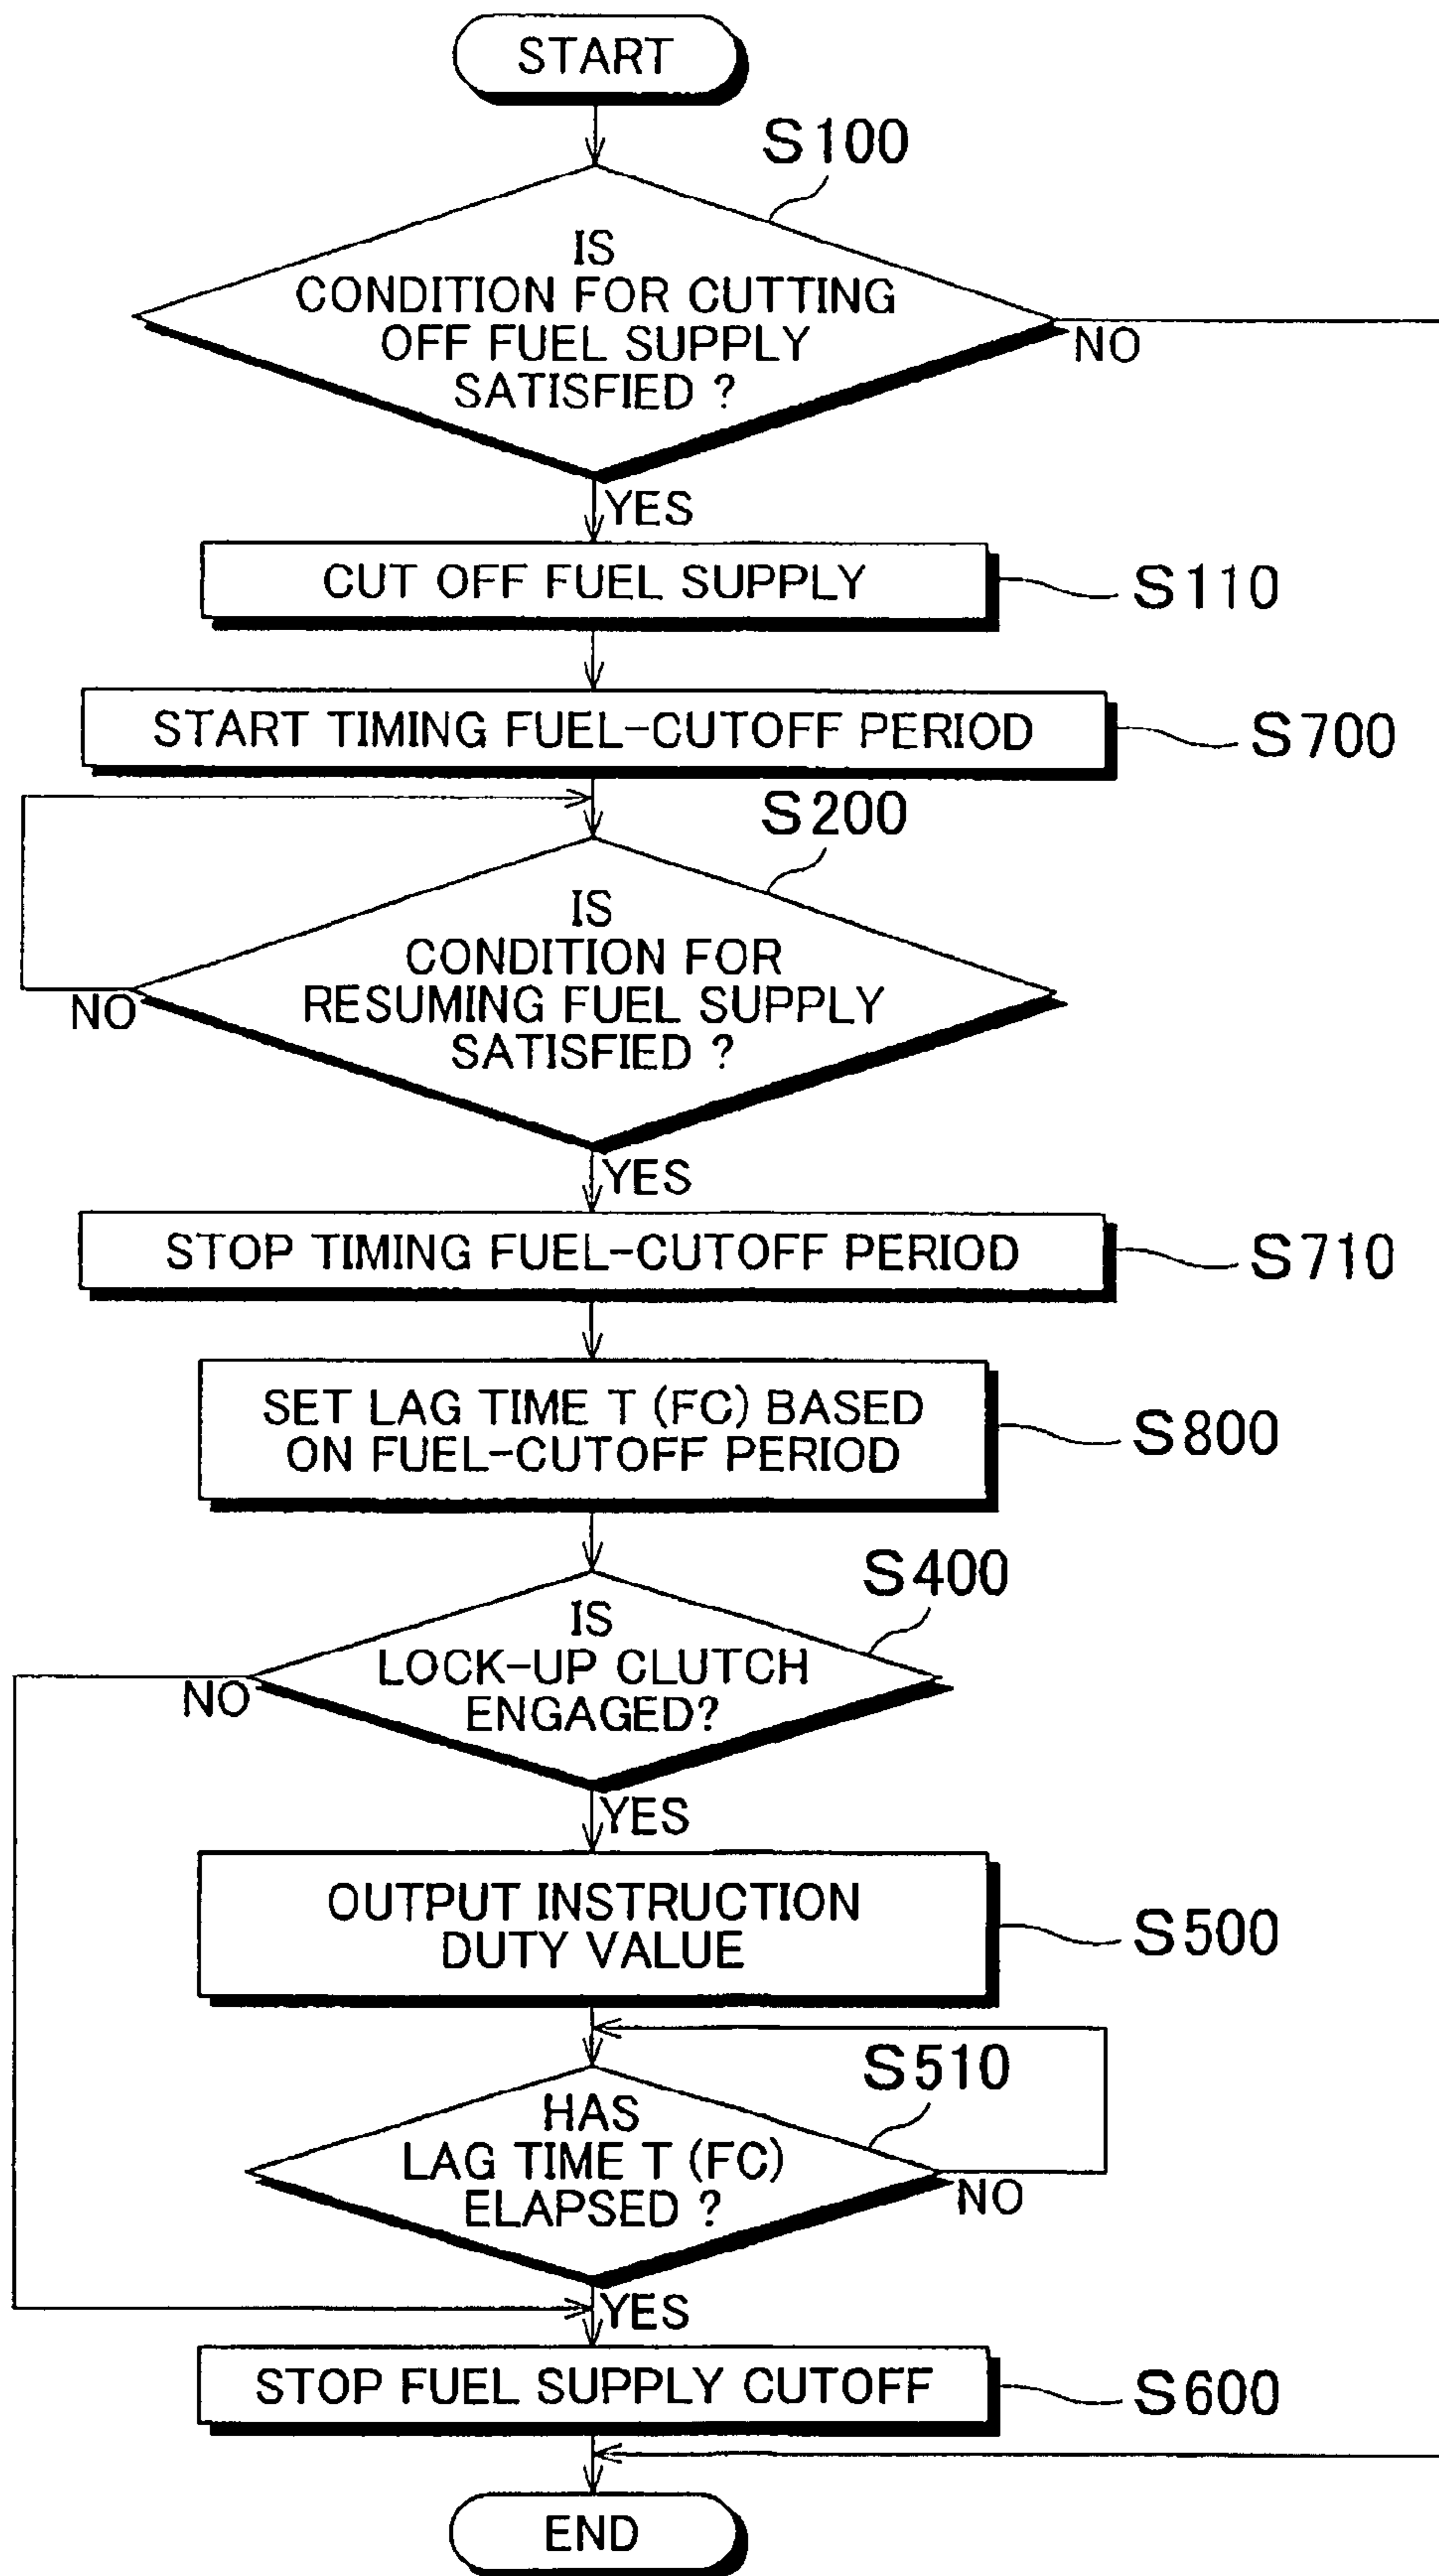 START
S100
IS
CONDITION FOR CUTTING
OFF FUEL SUPPLY
SATISFIED ?
NO
YES
CUT OFF FUEL SUPPLY
S110
START TIMING FUEL-CUTOFF PERIOD
S700
S200
IS
CONDITION FOR
RESUMING FUEL SUPPLY
SATISFIED ?
NO
YES
STOP TIMING FUEL-CUTOFF PERIOD
S710
SET LAG TIME T (FC) BASED
ON FUEL-CUTOFF PERIOD
S800
S400
IS
LOCK-UP CLUTCH
ENGAGED?
NO
YES
OUTPUT INSTRUCTION
DUTY VALUE
S500
S510
HAS
LAG TIME T (FC)
ELAPSED ?
NO
YES
STOP FUEL SUPPLY CUTOFF
S600
END